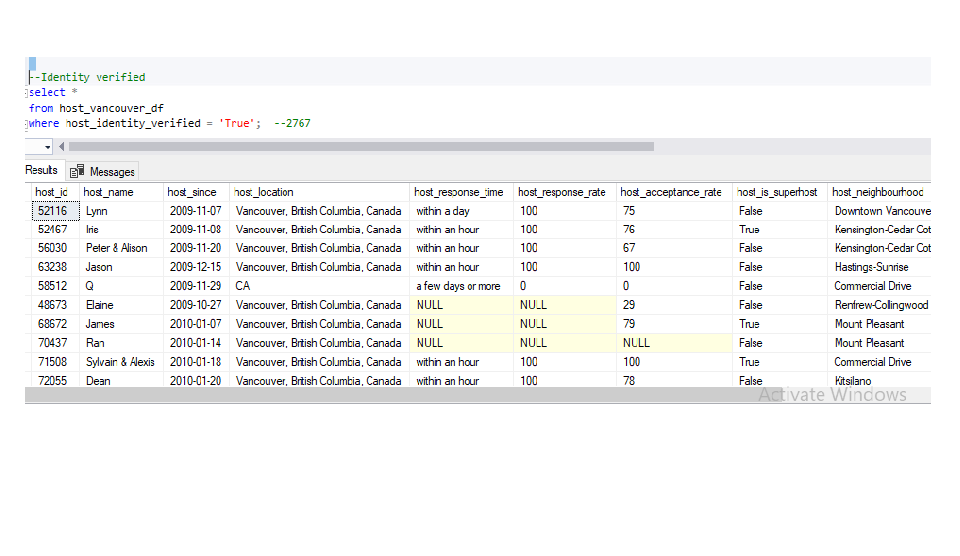 --Identity verified
select *
from host_vancouver_df
where host_identity_verified = 'True'; --2767
Results Messages
host_id host_name host_since host_location host_response_time host_response_rate host_acceptance_rate host_is_superhost host_neighbourhood
52116 Lynn 2009-11-07 Vancouver, British Columbia, Canada within a day 100 75 False Downtown Vancouve
52467 Iris 2009-11-08 Vancouver, British Columbia, Canada within an hour 100 76 True Kensington-Cedar Cot
56030 Peter & Alison 2009-11-20 Vancouver, British Columbia, Canada within an hour 100 67 False Kensington-Cedar Cot
63238 Jason 2009-12-15 Vancouver, British Columbia, Canada within an hour 100 100 False Hastings-Sunrise
58512 Q 2009-11-29 CA a few days or more 0 0 False Commercial Drive
48673 Elaine 2009-10-27 Vancouver, British Columbia, Canada NULL NULL 29 False Renfrew-Collingwood
68672 James 2010-01-07 Vancouver, British Columbia, Canada NULL NULL 79 True Mount Pleasant
70437 Ran 2010-01-14 Vancouver, British Columbia, Canada NULL NULL NULL False Mount Pleasant
71508 Sylvain & Alexis 2010-01-18 Vancouver, British Columbia, Canada within an hour 100 100 True Commercial Drive
72055 Dean 2010-01-20 Vancouver, British Columbia, Canada within an hour 100 78 False Kitsilano
Activate Windows